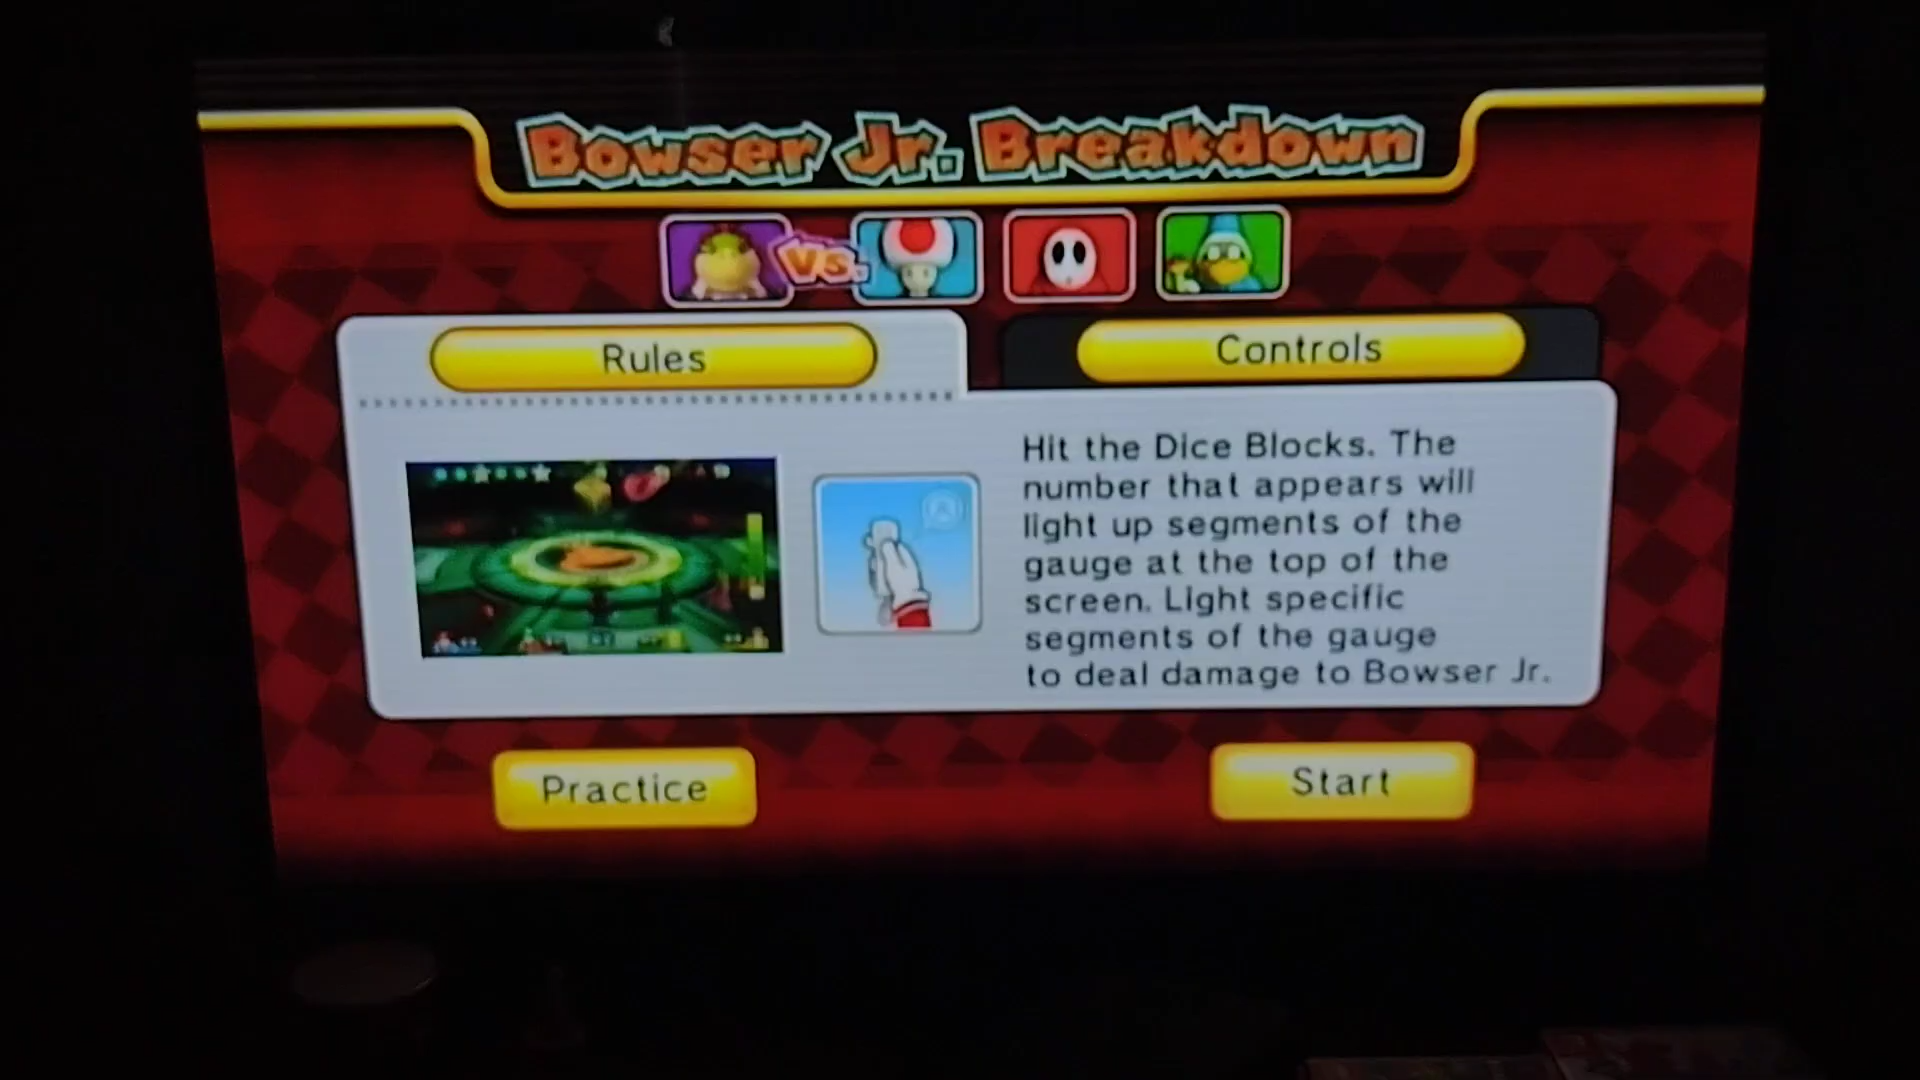 Bowser Jr. Breakdown
Vs.
Rules
Controls
Hit the Dice Blocks. The
number that appears will
light up segments of the
gauge at the top of the
screen. Light specific
segments of the gauge
to deal damage to Bowser Jr.
Practice
Start